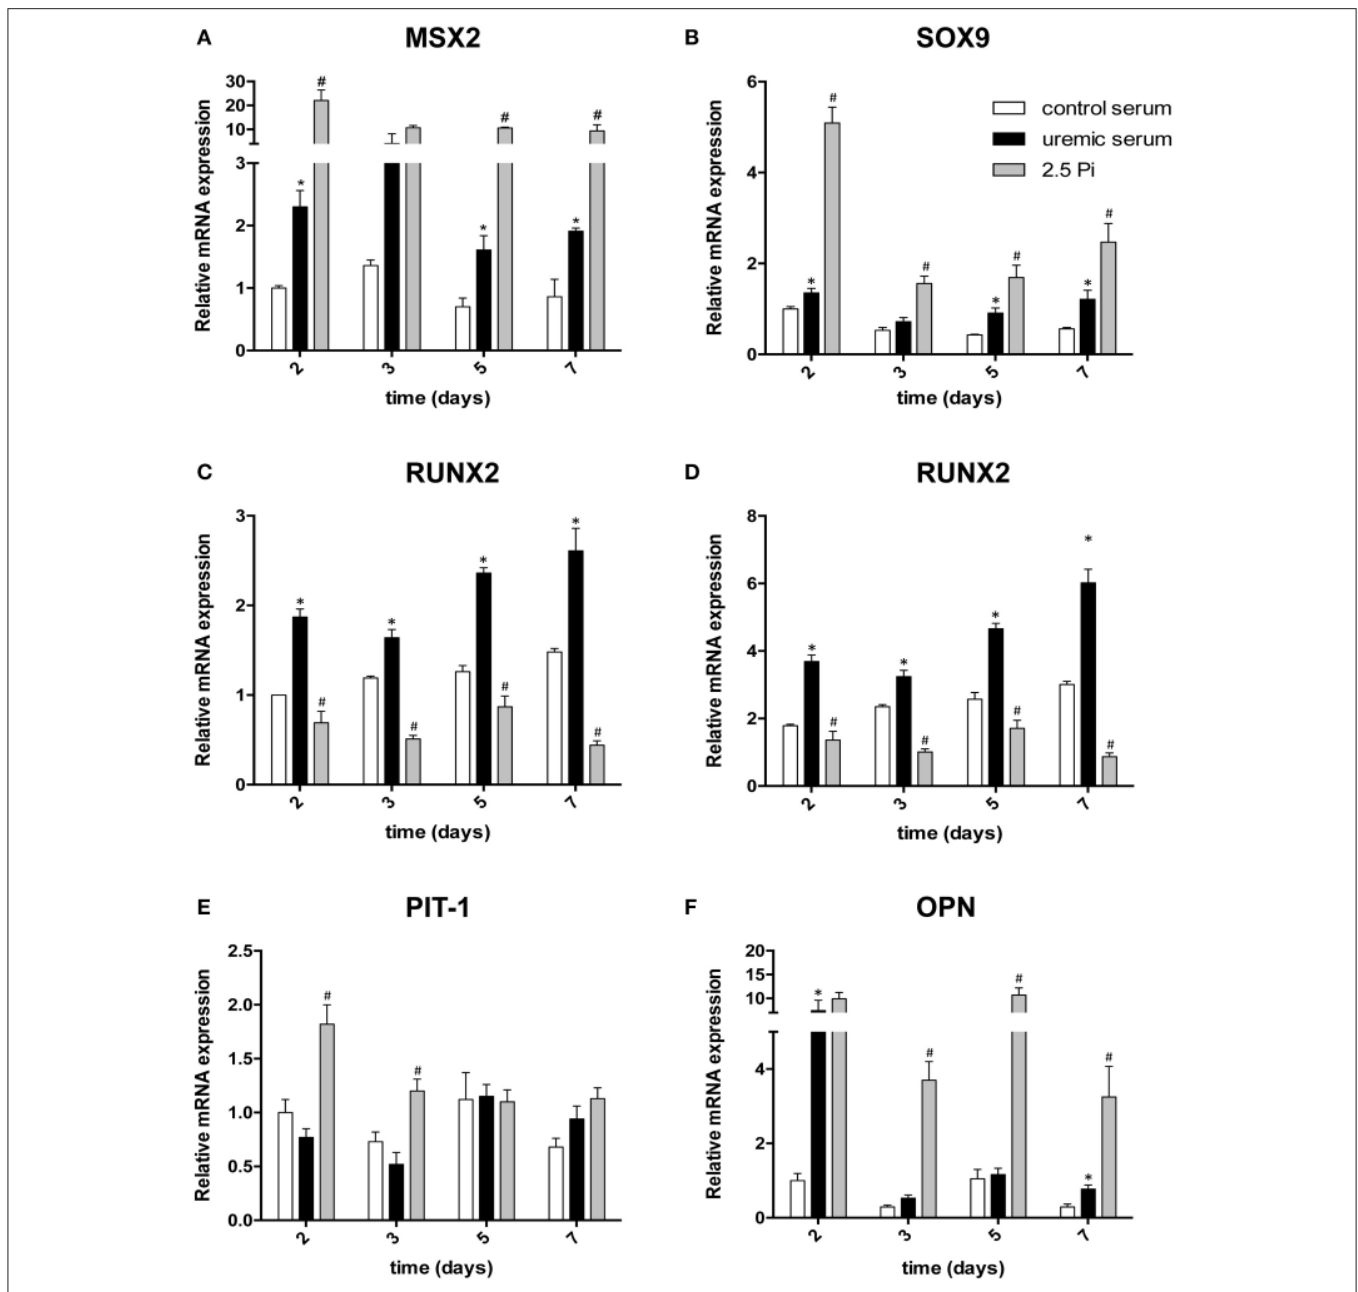 A MSX2
30
20
10
3
2
1
0
Relative mRNA expression
* # * # * #
2 3 5 7
time (days)
B SOX9
6
4
2
0
Relative mRNA expression
* # # * # * #
control serum
uremic serum
2.5 Pi
2 3 5 7
time (days)
C RUNX2
3
2
1
0
Relative mRNA expression
* # * # * # * #
2 3 5 7
time (days)
D RUNX2
8
6
4
2
0
Relative mRNA expression
* # * # * # * #
2 3 5 7
time (days)
E PIT-1
2.5
2.0
1.5
1.0
0.5
0.0
Relative mRNA expression
# #
2 3 5 7
time (days)
F OPN
20
15
10
4
2
0
Relative mRNA expression
* # # * #
2 3 5 7
time (days)